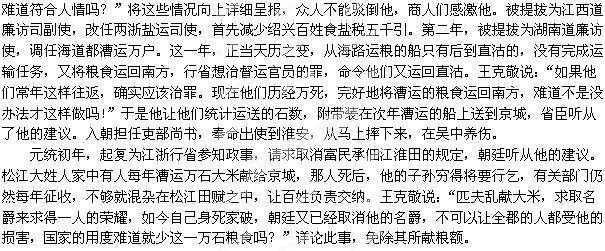 难道符合人情吗？”将这些情况向上详细呈报，众人不能驳倒他，商人们感激他。被提拔为江西道
廉访司副使，改任两浙盐运司使，首先减少绍兴百姓食盐税五千引。第二年，被提拔为湖南道廉访
使，调任海道都漕运万户。这一年，正当天历之变，从海路运粮的船只有后到直沽的，没有完成运
输任务，又将粮食运回南方，行省想治督运官员的罪，命令他们又运回直沽。王克敬说：“如果他
们常年这样往返，确实应该治罪。现在他们历经万死，完好地将漕运的粮食运回南方，难道不是没
办法才这样做吗！”于是他让他们统计运送的石数，附带装在次年漕运的船上送到京城，省臣听从
了他的建议。入朝担任吏部尚书，奉命出使到淮安，从马上摔下来，在吴中养伤。
元统初年，起复为江浙行省参知政事，请求取消富民承佃江淮田的规定，朝廷听从他的建议。
松江大姓人家中有人每年漕运万石大米献给京城，那人死后，他的子孙穷得将要行乞，有关部门仍
然每年征收，不够就混杂在松江田赋之中，让百姓负责交纳。王克敬说：“匹夫乱献大米，求取名
爵来求得一人的荣耀，如今自己身死家破，朝廷又已经取消他的名爵，不可以让全郡的人都受他的
损害，国家的用度难道就少这一万石粮食吗？”详论此事，免除其所献粮额。